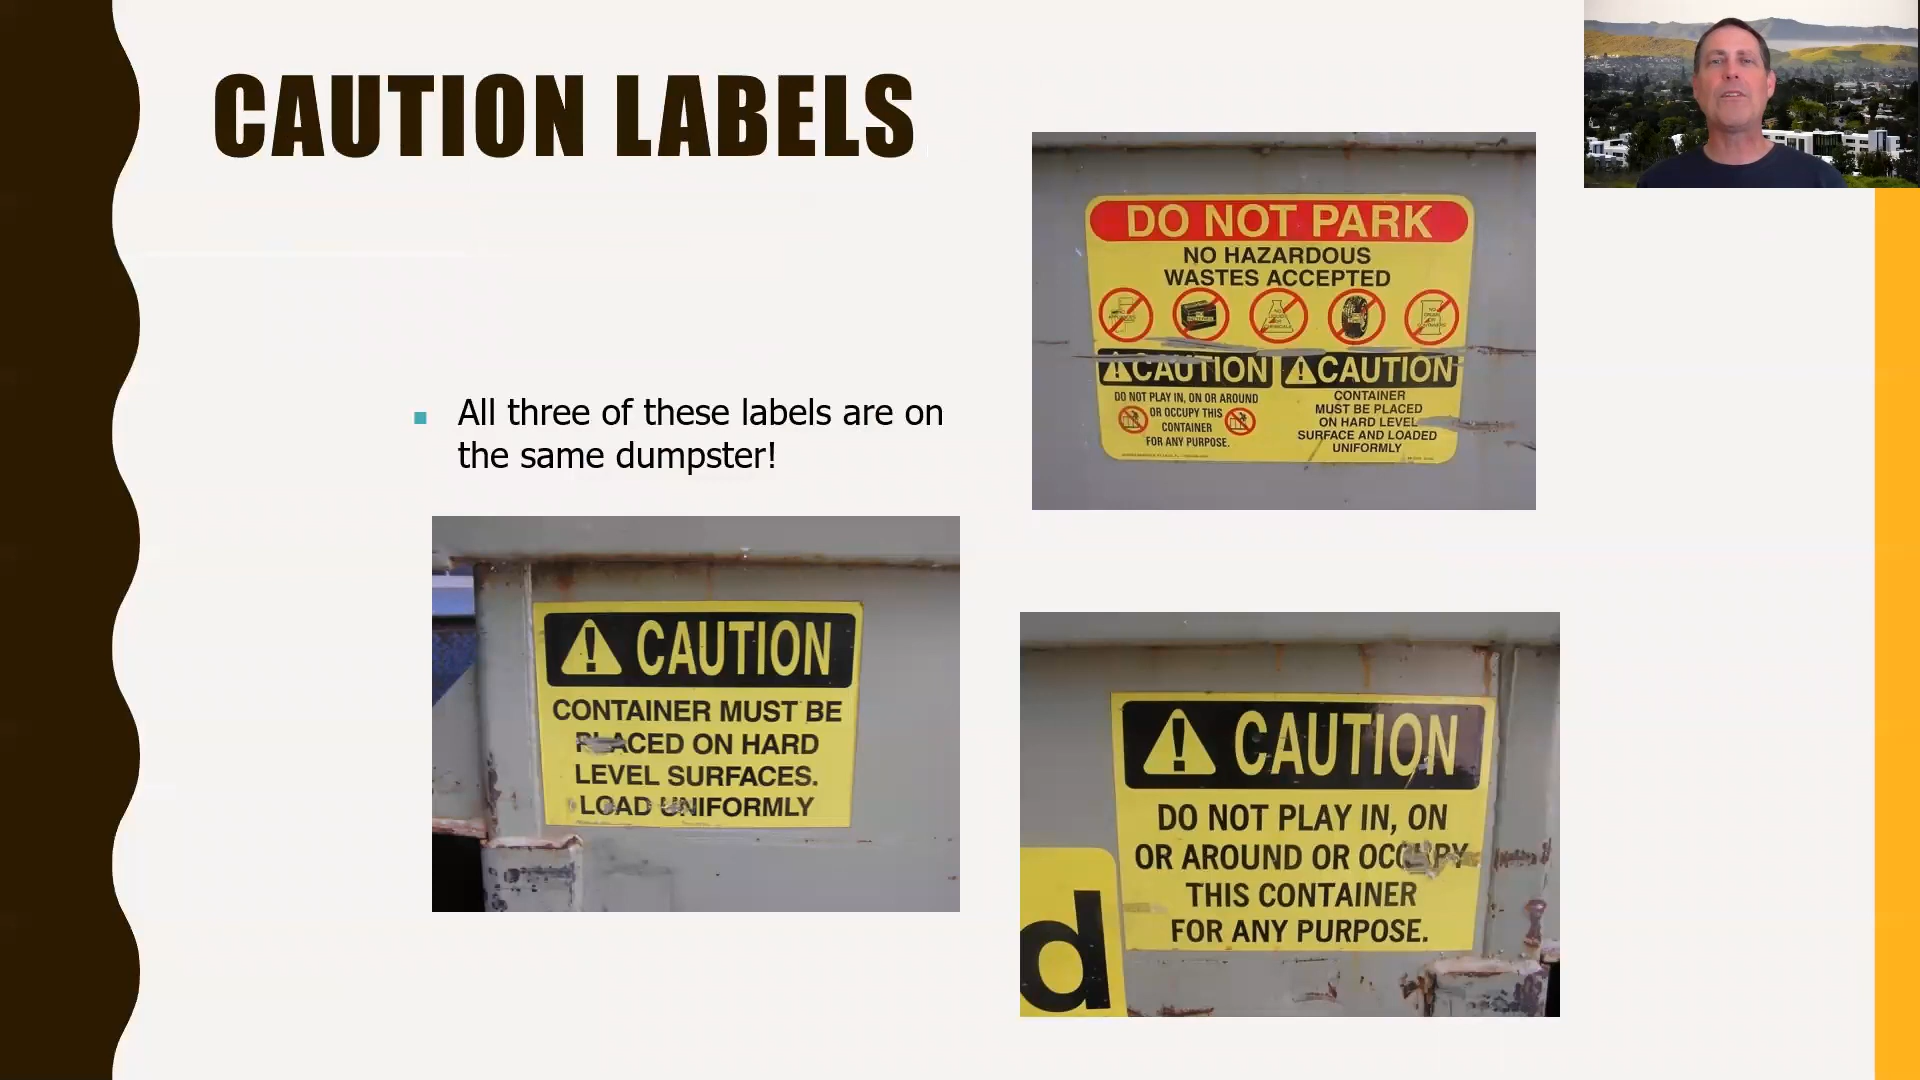 CAUTION LABELS
All three of these labels are on
the same dumpster!
DO NOT PARK
NO HAZARDOUS
WASTES ACCEPTED
CAUTION
DO NOT PLAY IN, ON OR AROUND
OR OCCUPY THIS
CONTAINER
FOR ANY PURPOSE.
CAUTION
CONTAINER
MUST BE PLACED
ON HARD LEVEL
SURFACE AND LOADED
UNIFORMLY
CAUTION
CONTAINER MUST BE
PLACED ON HARD
LEVEL SURFACES.
LOAD UNIFORMLY
CAUTION
DO NOT PLAY IN, ON
OR AROUND OR OCCUPY
THIS CONTAINER
FOR ANY PURPOSE.
d